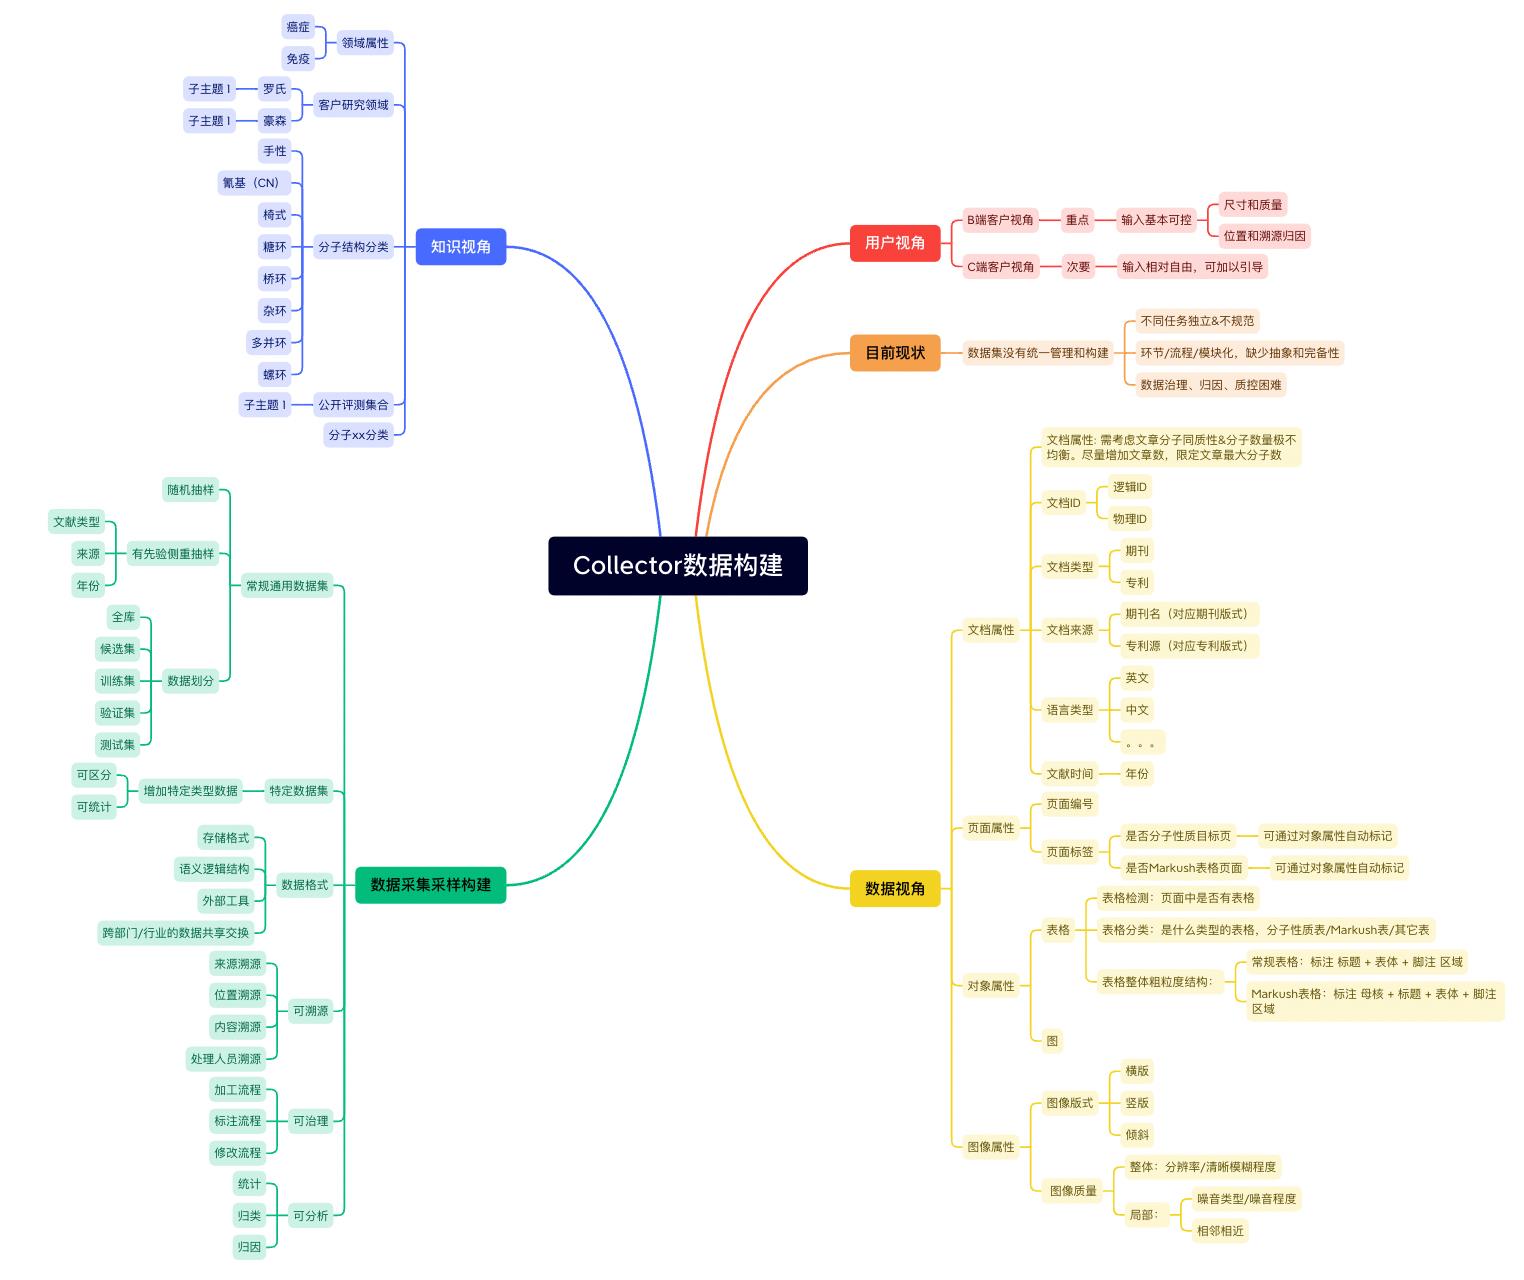 Collector数据构建
用户视角
B端客户视角
重点
输入基本可控
尺寸和质量
位置和溯源归因
C端客户视角
次要
输入相对自由，可加以引导
目前现状
数据集没有统一管理和构建
不同任务独立&不规范
环节/流程/模块化，缺少抽象和完备性
数据治理、归因、质控困难
数据视角
文档属性
文档属性: 需考虑文章分子同质性&分子数量极不
均衡。尽量增加文章数，限定文章最大分子数
文档ID
逻辑ID
物理ID
文档类型
期刊
专利
文档来源
期刊名（对应期刊版式）
专利源（对应专利版式）
语言类型
英文
中文
。。。
文献时间
年份
页面属性
页面编号
页面标签
是否分子性质目标页
可通过对象属性自动标记
是否Markush表格页面
可通过对象属性自动标记
对象属性
表格
表格检测：页面中是否有表格
表格分类：是什么类型的表格，分子性质表/Markush表/其它表
表格整体粗粒度结构：
常规表格：标注 标题 + 表体 + 脚注 区域
Markush表格：标注 母核 + 标题 + 表体 + 脚注
区域
图
图像属性
图像版式
横版
竖版
倾斜
图像质量
整体：分辨率/清晰模糊程度
局部：
噪音类型/噪音程度
相邻相近
知识视角
领域属性
癌症
免疫
客户研究领域
罗氏
子主题 1
豪森
子主题 1
分子结构分类
手性
氰基（CN）
椅式
糖环
桥环
杂环
多并环
螺环
公开评测集合
子主题 1
分子xx分类
数据采集采样构建
常规通用数据集
随机抽样
有先验侧重抽样
文献类型
来源
年份
数据划分
全库
候选集
训练集
验证集
测试集
特定数据集
增加特定类型数据
可区分
可统计
数据格式
存储格式
语义逻辑结构
外部工具
跨部门/行业的数据共享交换
可溯源
来源溯源
位置溯源
内容溯源
处理人员溯源
可治理
加工流程
标注流程
修改流程
可分析
统计
归类
归因